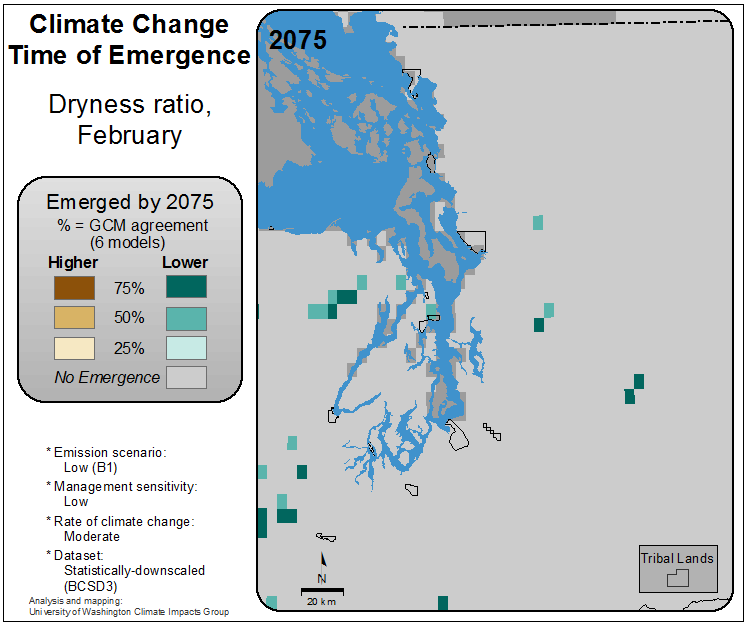 Climate Change
Time of Emergence
Dryness ratio,
February
Emerged by 2075
% = GCM agreement
(6 models)
Higher Lower
75%
50%
25%
No Emergence
* Emission scenario:
Low (B1)
* Management sensitivity:
Low
* Rate of climate change:
Moderate
* Dataset:
Statistically-downscaled
(BCSD3)
Analysis and mapping:
University of Washington Climate Impacts Group
2075
N
20 km
Tribal Lands